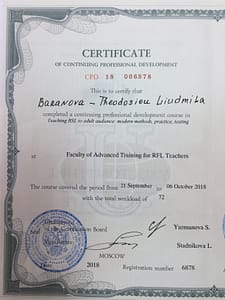 CERTIFICATE
OF CONTINUING PROFESSIONAL DEVELOPMENT
CPD 18 006878
This is to certify that
Baranova - Theodosiou Liudmila
completed a continuing professional development course in
Teaching RSL to adult audience: modern methods, practice, testing
at Faculty of Advanced Training for RFL Teachers
The course covered the period from 21 September to 06 October 2018
with the total workload of 72
Certification Board
Yurmanova S.
Studnikova L.
MOSCOW
2018 Registration number 6878